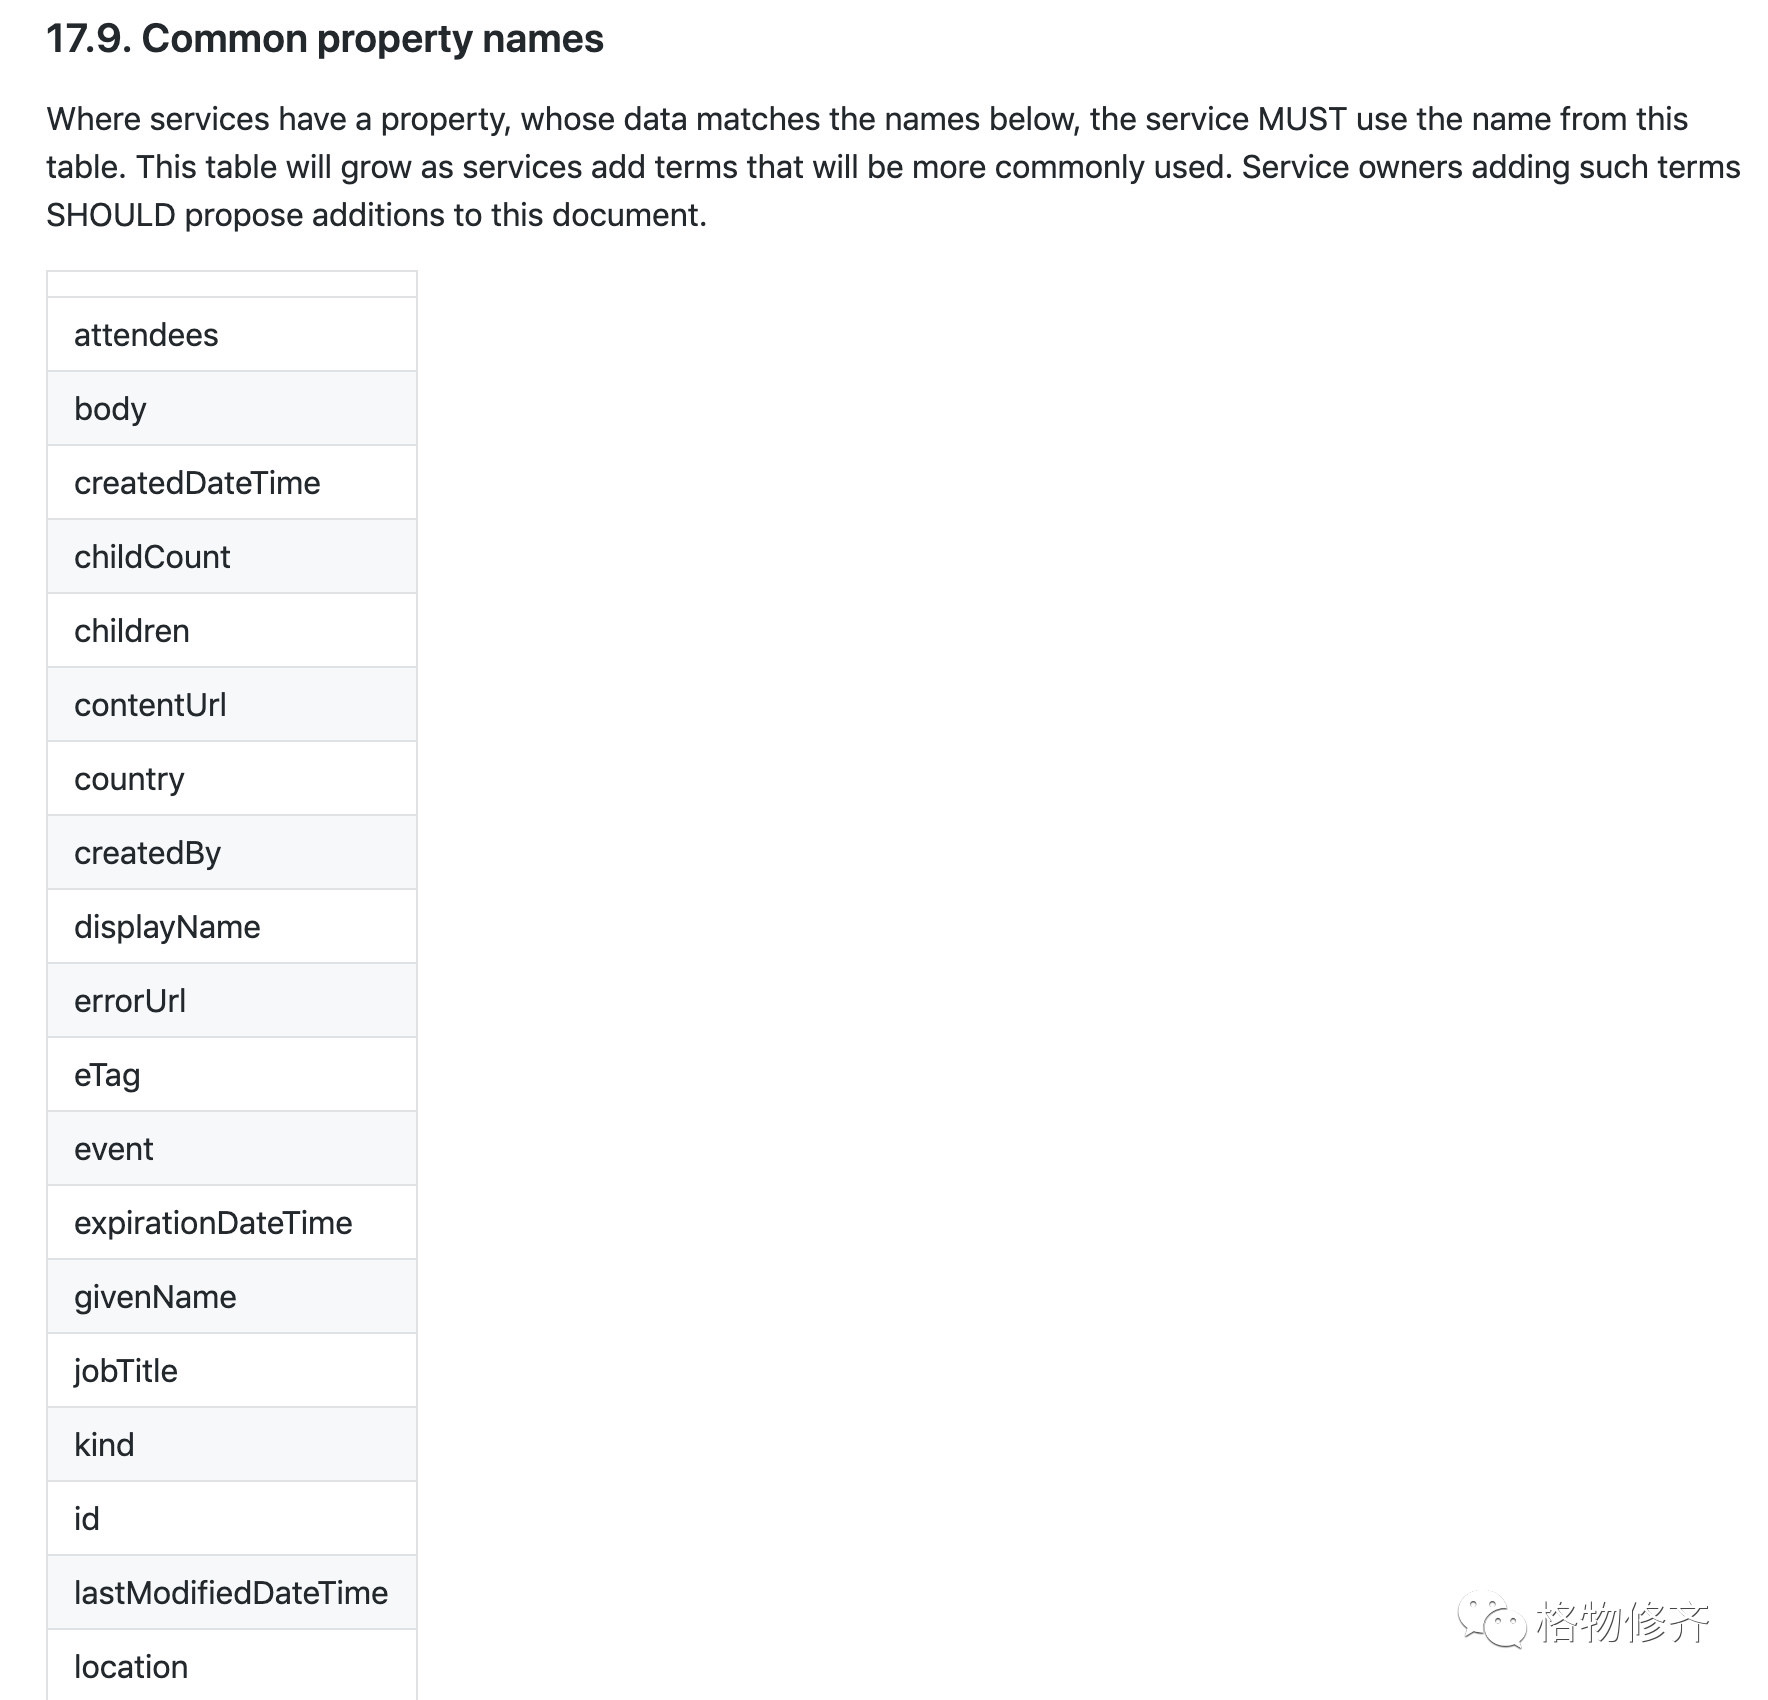 17.9. Common property names
Where services have a property, whose data matches the names below, the service MUST use the name from this
table. This table will grow as services add terms that will be more commonly used. Service owners adding such terms
SHOULD propose additions to this document.
attendees
body
createdDateTime
childCount
children
contentUrl
country
createdBy
displayName
errorUrl
eTag
event
expirationDateTime
givenName
jobTitle
kind
id
lastModifiedDateTime
location
格物修齐